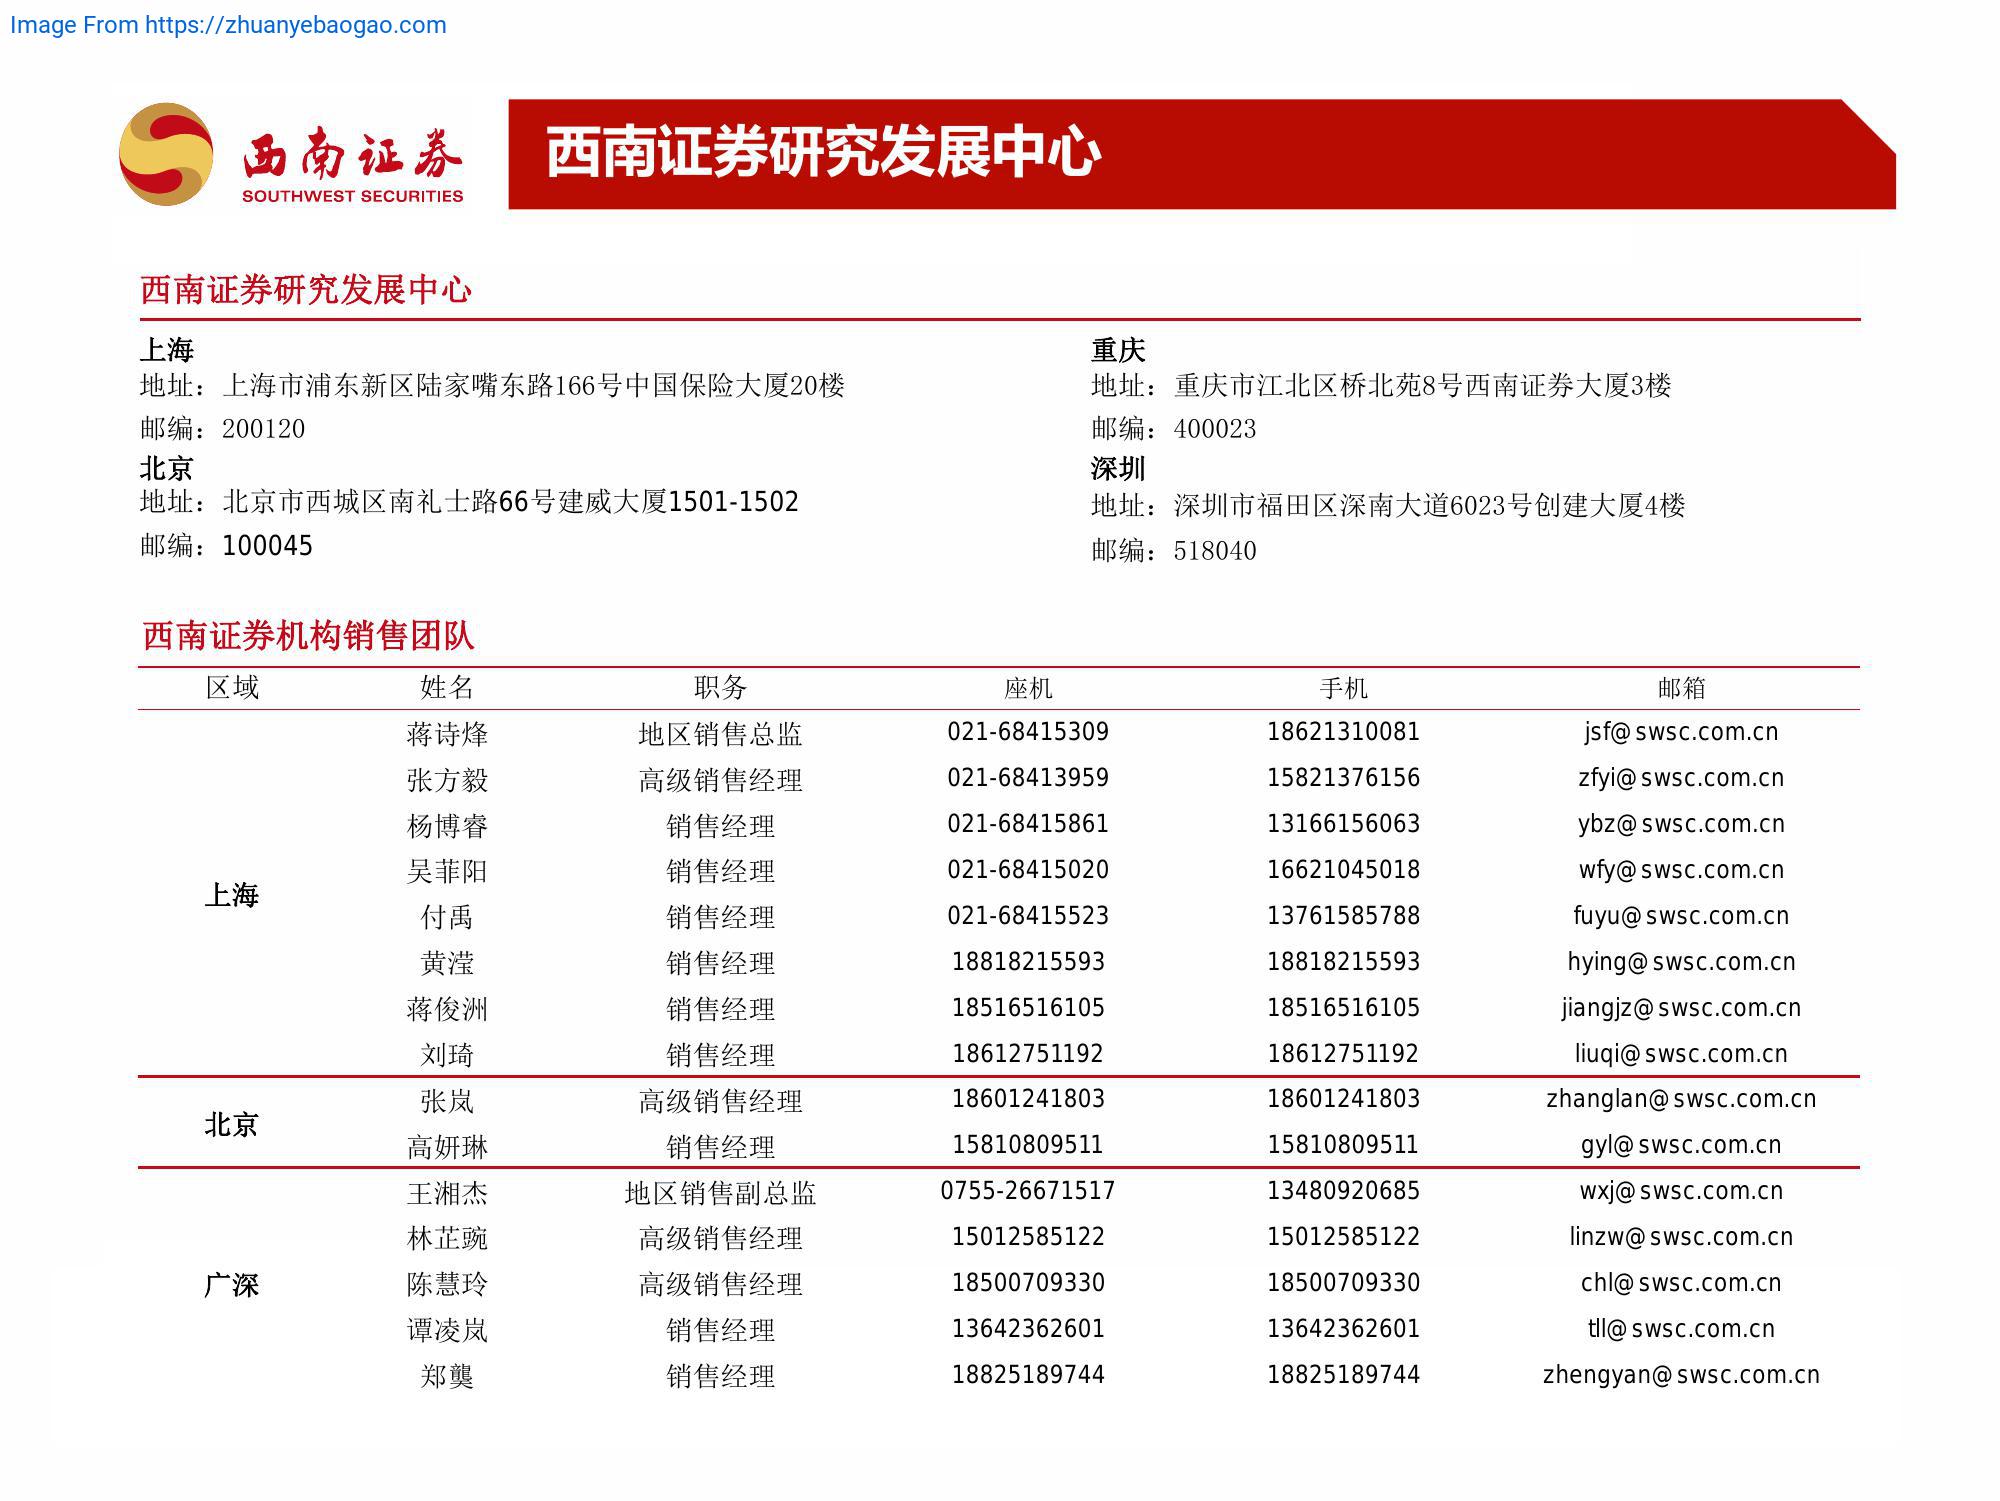 Image From https://zhuanyebaogao.com
西南证券
SOUTHWEST SECURITIES
西南证券研究发展中心
西南证券研究发展中心
上海
地址：上海市浦东新区陆家嘴东路166号中国保险大厦20楼
邮编：200120
北京
地址：北京市西城区南礼士路66号建威大厦1501-1502
邮编：100045
重庆
地址：重庆市江北区桥北苑8号西南证券大厦3楼
邮编：400023
深圳
地址：深圳市福田区深南大道6023号创建大厦4楼
邮编：518040
西南证券机构销售团队
区域 姓名 职务 座机 手机 邮箱
上海
蒋诗烽 地区销售总监 021-68415309 18621310081 jsf@swsc.com.cn
张方毅 高级销售经理 021-68413959 15821376156 zfyi@swsc.com.cn
杨博睿 销售经理 021-68415861 13166156063 ybz@swsc.com.cn
吴菲阳 销售经理 021-68415020 16621045018 wfy@swsc.com.cn
付禹 销售经理 021-68415523 13761585788 fuyu@swsc.com.cn
黄滢 销售经理 18818215593 18818215593 hying@swsc.com.cn
蒋俊洲 销售经理 18516516105 18516516105 jiangjz@swsc.com.cn
刘琦 销售经理 18612751192 18612751192 liuqi@swsc.com.cn
北京
张岚 高级销售经理 18601241803 18601241803 zhanglan@swsc.com.cn
高妍琳 销售经理 15810809511 15810809511 gyl@swsc.com.cn
广深
王湘杰 地区销售副总监 0755-26671517 13480920685 wxj@swsc.com.cn
林芷豌 高级销售经理 15012585122 15012585122 linzw@swsc.com.cn
陈慧玲 高级销售经理 18500709330 18500709330 chl@swsc.com.cn
谭凌岚 销售经理 13642362601 13642362601 tll@swsc.com.cn
郑龑 销售经理 18825189744 18825189744 zhengyan@swsc.com.cn